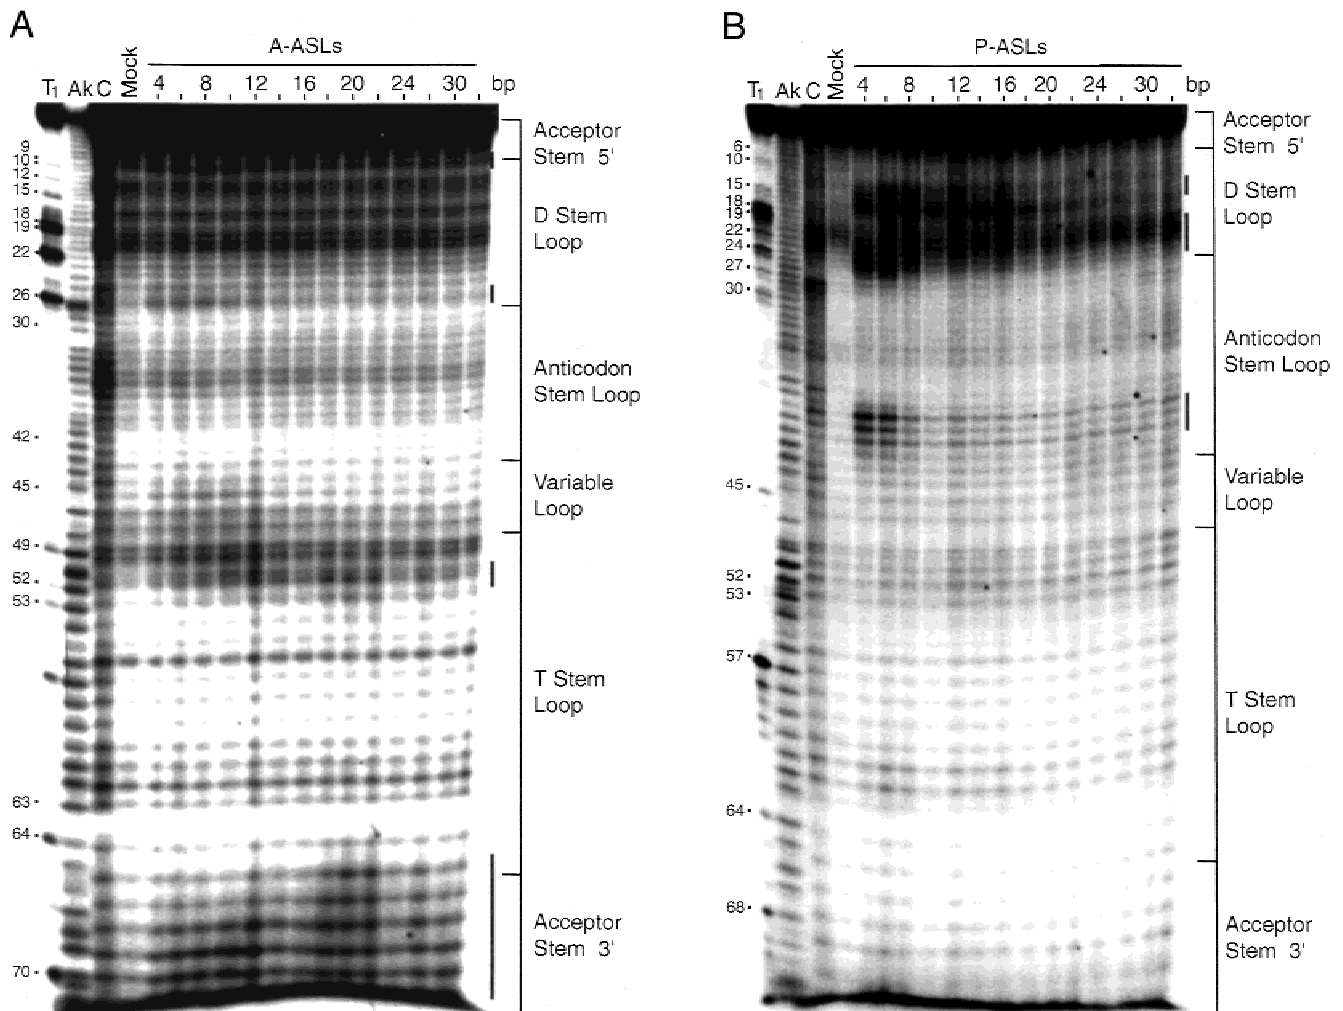 A
A-ASLs
T1 Ak C Mock 4 8 12 16 20 24 30 bp
9
10
12
15
18
19
22
26
30
42
45
49
52
53
63
64
70
Acceptor
Stem 5'
D Stem
Loop
Anticodon
Stem Loop
Variable
Loop
T Stem
Loop
Acceptor
Stem 3'
B
P-ASLs
T1 Ak C Mock 4 8 12 16 20 24 30 bp
6
10
15
18
19
22
24
27
30
45
52
53
57
64
68
Acceptor
Stem 5'
D Stem
Loop
Anticodon
Stem Loop
Variable
Loop
T Stem
Loop
Acceptor
Stem 3'